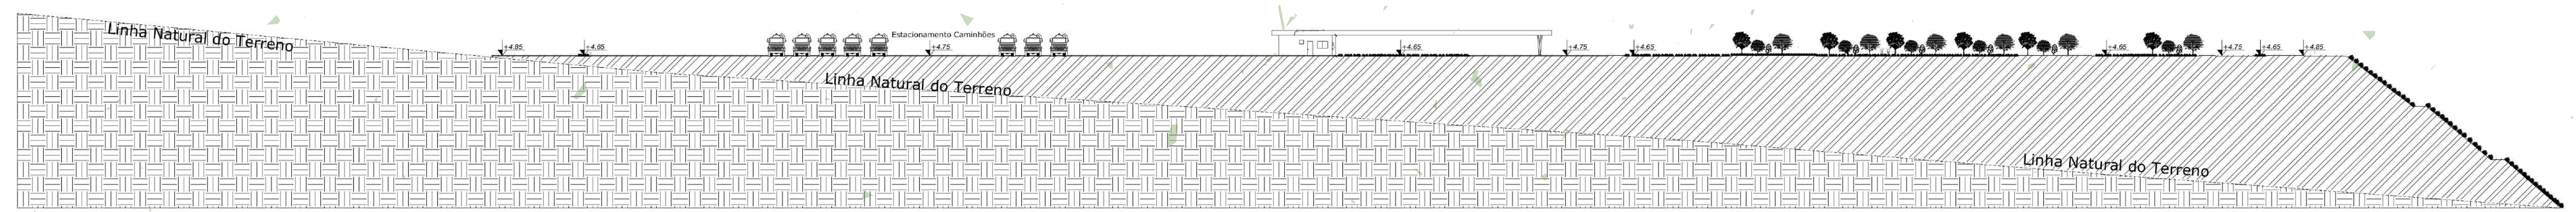 Linha Natural do Terreno
+4.85
+4.65
Estacionamento Caminhões
+4.75
+4.65
+4.75
+4.65
+4.65
+4.75
+4.65
+4.85
Linha Natural do Terreno
Linha Natural do Terreno